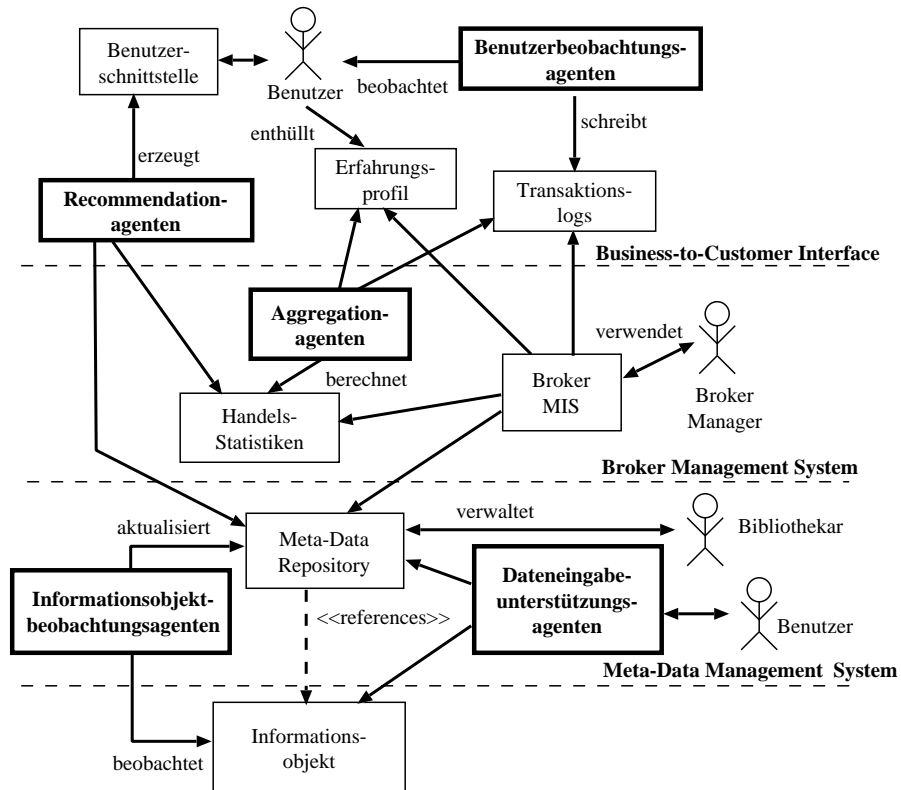 Benutzer-
schnittstelle
Benutzer
Benutzerbeobachtungs-
agenten
beobachtet
enthüllt
schreibt
erzeugt
Erfahrungs-
profil
Transaktions-
logs
Recommendation-
agenten
Business-to-Customer Interface
Aggregation-
agenten
verwendet
berechnet
Broker
MIS
Broker
Manager
Handels-
Statistiken
Broker Management System
aktualisiert
verwaltet
Meta-Data
Repository
Bibliothekar
Informationsobjekt-
beobachtungsagenten
<<references>>
Dateneingabe-
unterstützungs-
agenten
Benutzer
Meta-Data Management System
Informations-
objekt
beobachtet